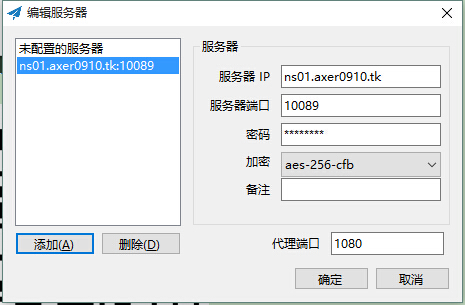 编辑服务器
未配置的服务器
ns01.axer0910.tk:10089
服务器
服务器 IP ns01.axer0910.tk
服务器端口 10089
密码 ********
加密 aes-256-cfb
备注
添加(A) 删除(D)
代理端口 1080
确定 取消